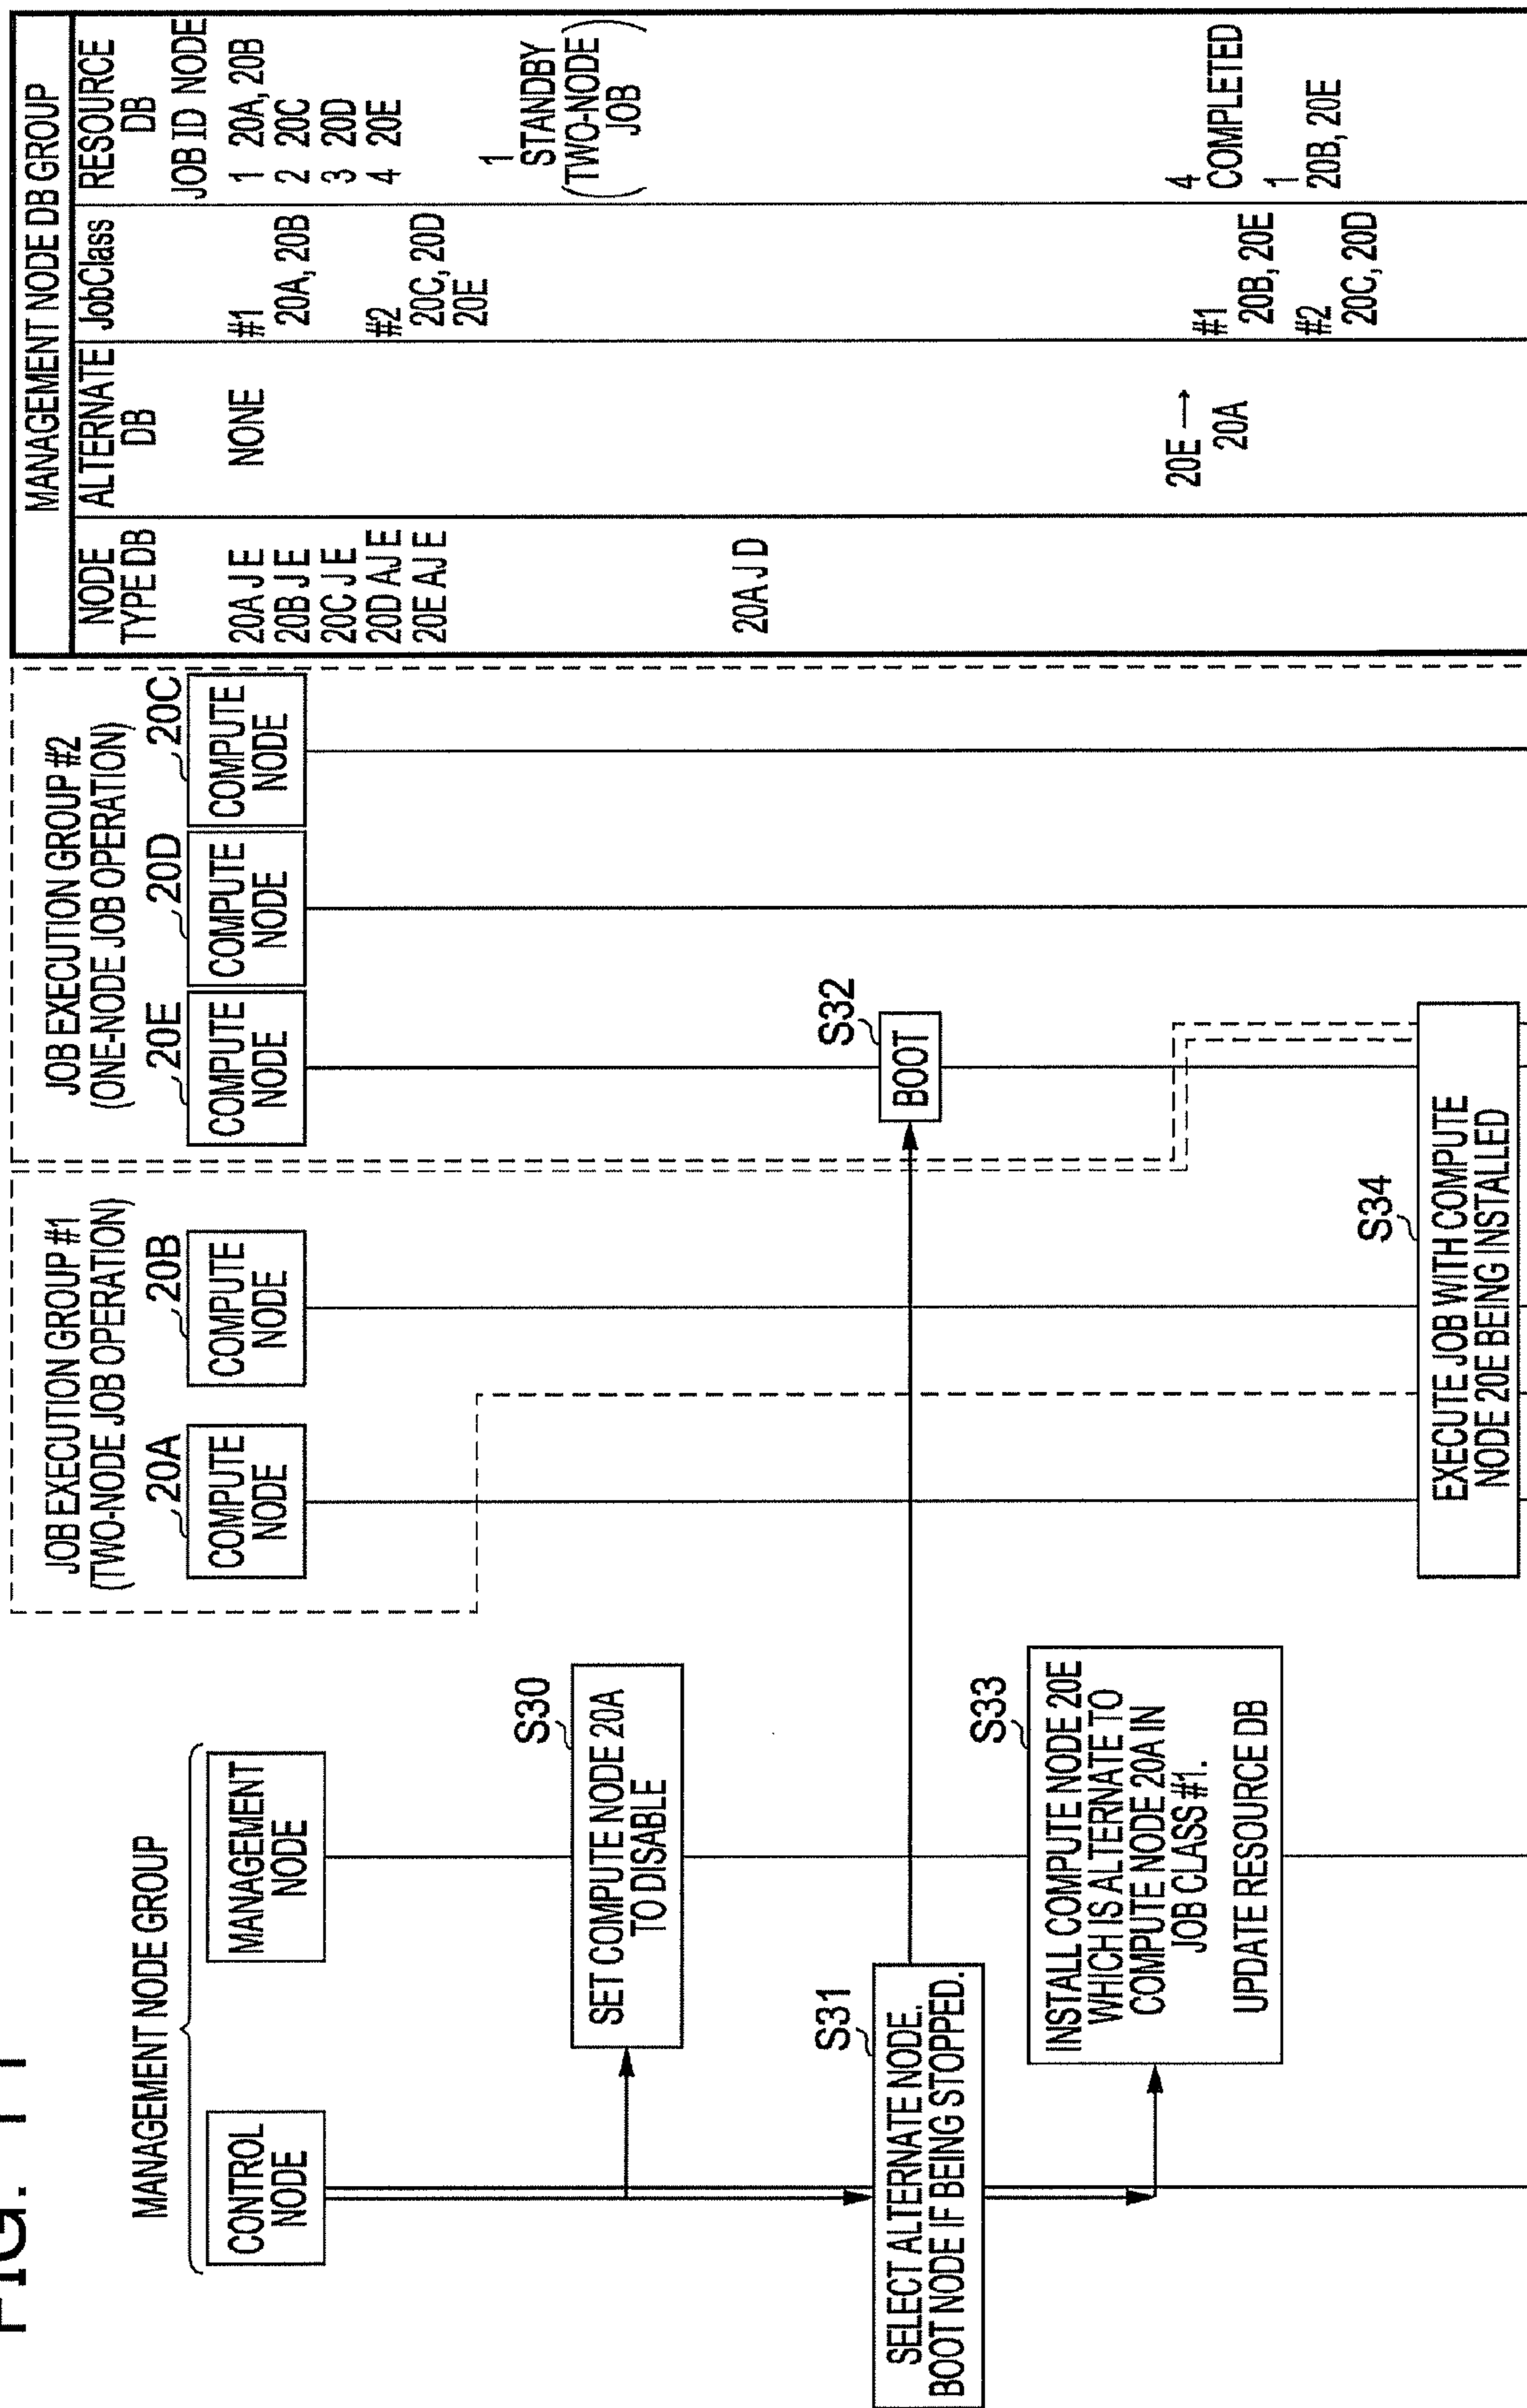 FIG. 11
MANAGEMENT NODE GROUP
CONTROL
NODE
MANAGEMENT
NODE
JOB EXECUTION GROUP #1
(TWO-NODE JOB OPERATION)
20A
COMPUTE
NODE
20B
COMPUTE
NODE
JOB EXECUTION GROUP #2
(ONE-NODE JOB OPERATION)
20E
COMPUTE
NODE
20D
COMPUTE
NODE
20C
COMPUTE
NODE
S30
SET COMPUTE NODE 20A
TO DISABLE
S31
SELECT ALTERNATE NODE.
BOOT NODE IF BEING STOPPED.
S32
BOOT
S33
INSTALL COMPUTE NODE 20E
WHICH IS ALTERNATE TO
COMPUTE NODE 20A IN
JOB CLASS #1.
UPDATE RESOURCE DB
S34
EXECUTE JOB WITH COMPUTE
NODE 20E BEING INSTALLED
MANAGEMENT NODE DB GROUP
NODE
TYPE DB
20A J E
20B J E
20C J E
20D AJ E
20E AJ E
20A J D
ALTERNATE
DB
NONE
20E →
20A
JobClass
#1
20A, 20B
#2
20C, 20D
20E
#1
20B, 20E
#2
20C, 20D
RESOURCE
DB
JOB ID NODE
1 20A, 20B
2 20C
3 20D
4 20E
1
STANDBY
(TWO-NODE
JOB)
4
COMPLETED
1
20B, 20E